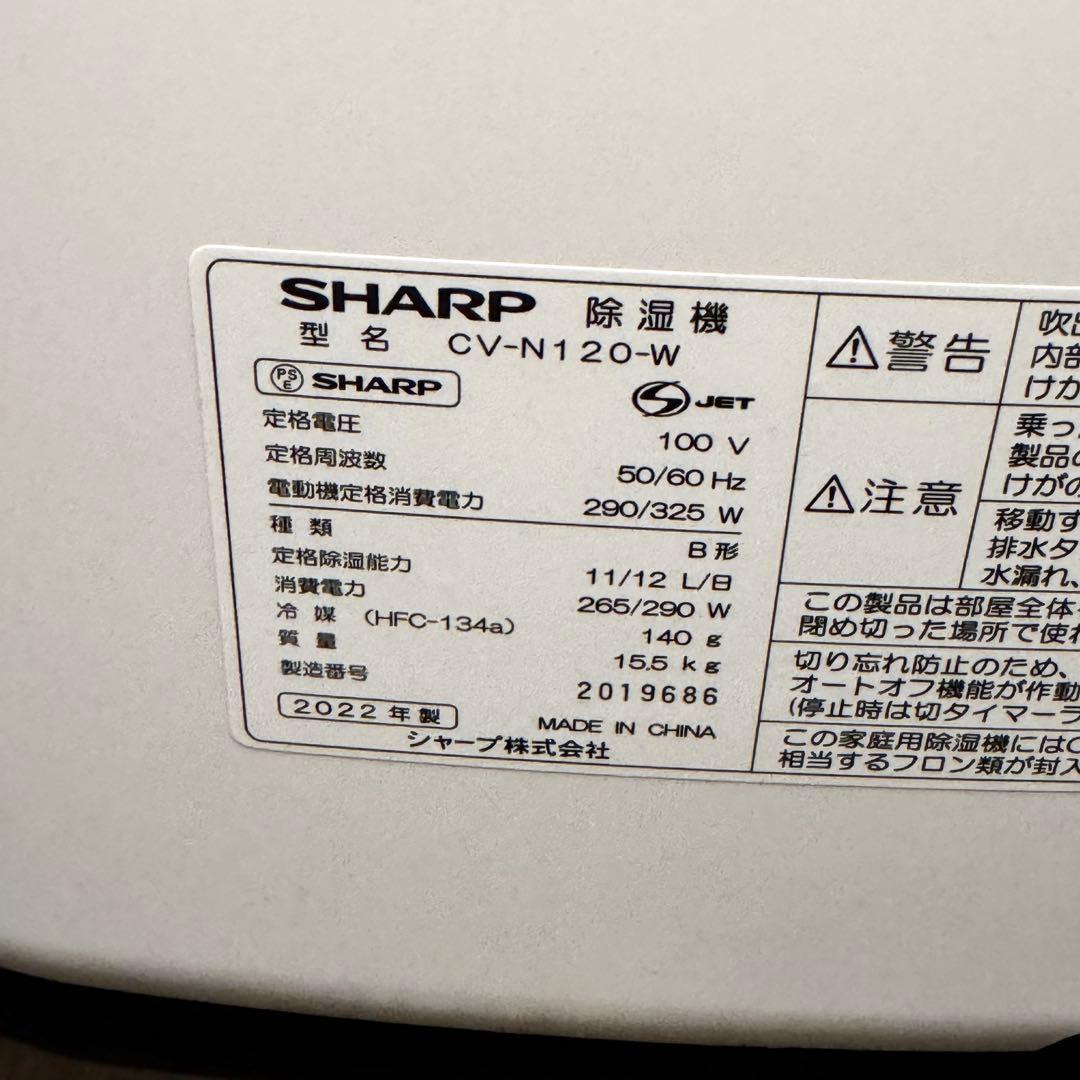 SHARP 除湿機
型名 CV-N120-W
PSE SHARP
JET
定格電圧 100 V
定格周波数 50/60 Hz
電動機定格消費電力 290/325 W
種類 B形
定格除湿能力 11/12 L/日
消費電力 265/290 W
冷媒 (HFC-134a) 140 g
質量 15.5 kg
製造番号 2019686
2022年製 MADE IN CHINA
シャープ株式会社
⚠警告
吹出
内部
けが
⚠注意
乗っ
製品の
けがの
移動す
排水タ
水漏れ、
この製品は部屋全体
閉め切った場所で使わ
切り忘れ防止のため、
オートオフ機能が作動
(停止時は切タイマーラ
この家庭用除湿機には
相当するフロン類が封入